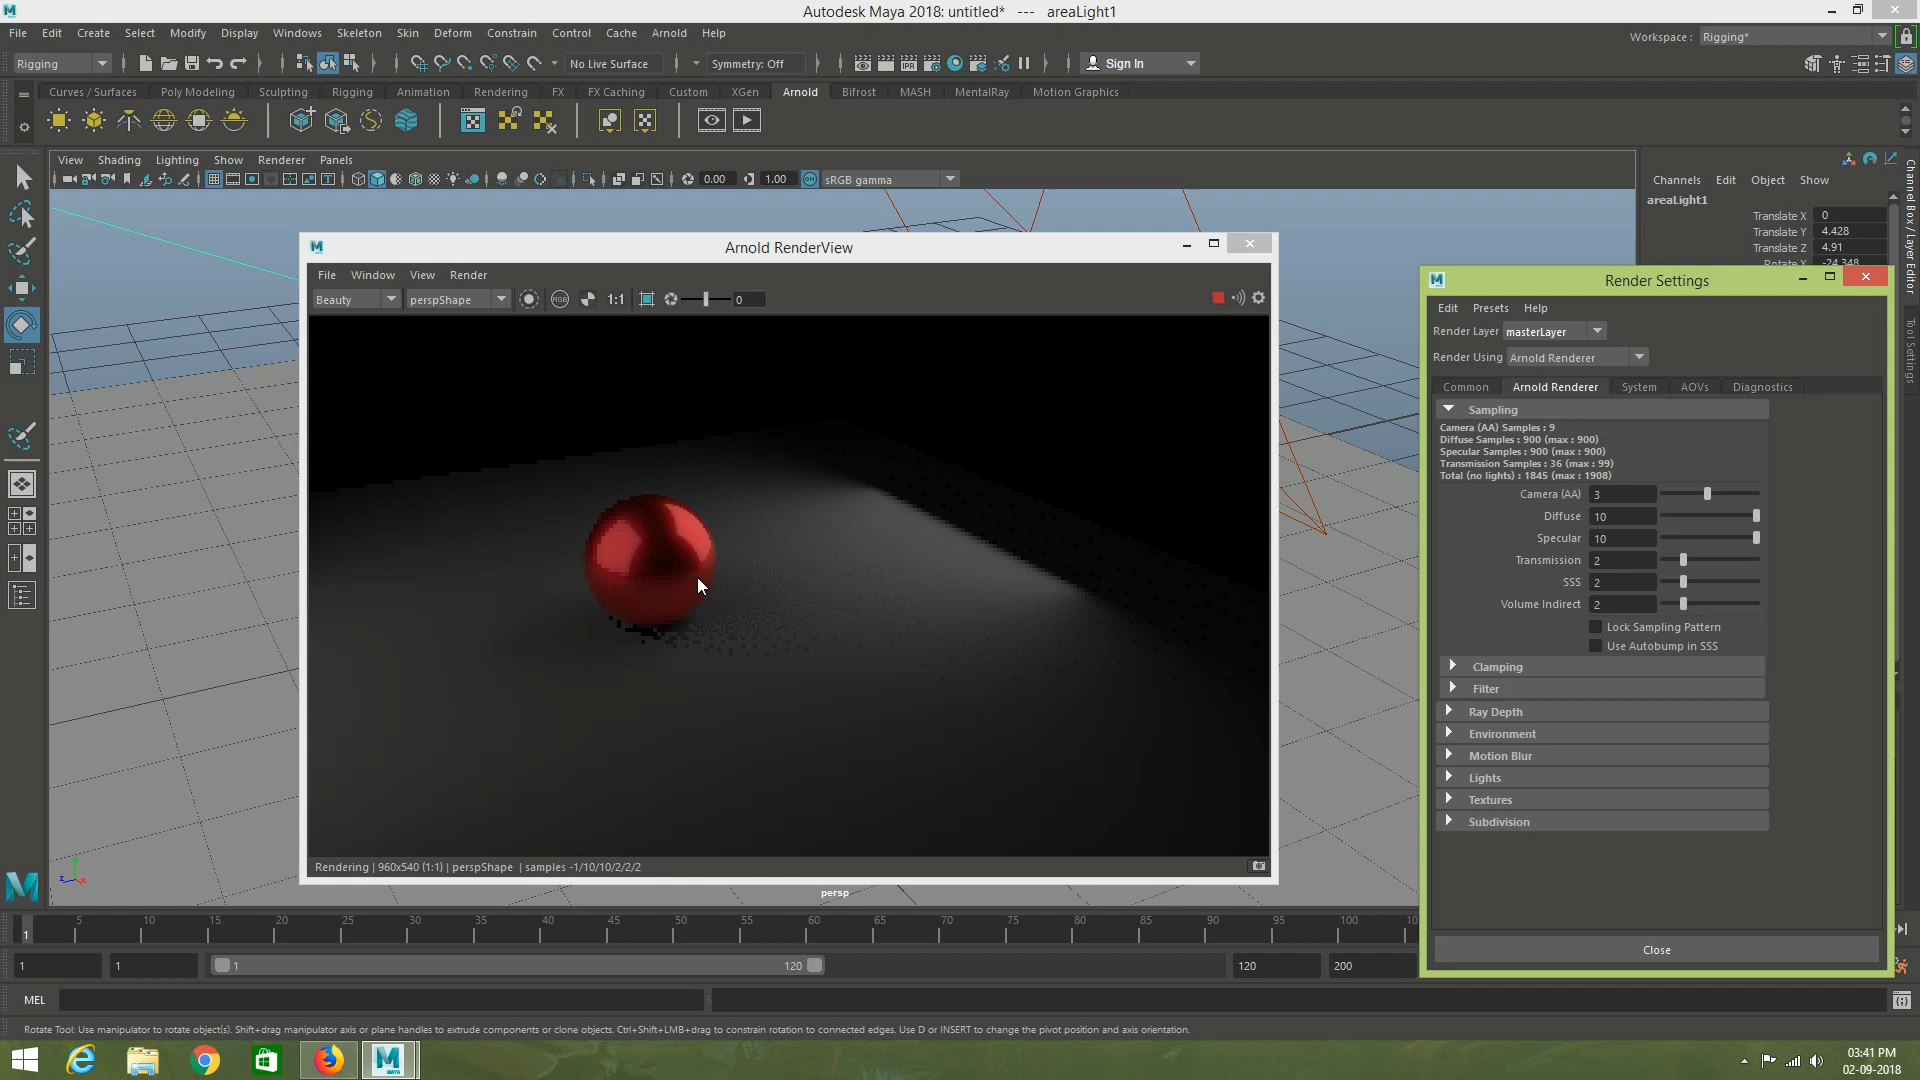 Autodesk Maya 2018: untitled* --- areaLight1
File Edit Create Select Modify Display Windows Skeleton Skin Deform Constrain Control Cache Arnold Help
Workspace : Rigging*
Rigging No Live Surface Symmetry: Off Sign In
Curves / Surfaces Poly Modeling Sculpting Rigging Animation Rendering FX FX Caching Custom XGen Arnold Bifrost MASH MentalRay Motion Graphics
View Shading Lighting Show Renderer Panels
0.00 1.00 sRGB gamma
Channels Edit Object Show
areaLight1
Translate X 0
Translate Y 4.428
Translate Z 4.91
Rotate X -24.348
Channel Box / Layer Editor
Tool Settings
Arnold RenderView
File Window View Render
Beauty perspShape RGB 1:1 0
Rendering | 960x540 (1:1) | perspShape | samples -1/10/10/2/2/2
persp
Render Settings
Edit Presets Help
Render Layer masterLayer
Render Using Arnold Renderer
Common Arnold Renderer System AOVs Diagnostics
Sampling
Camera (AA) Samples : 9
Diffuse Samples : 900 (max : 900)
Specular Samples : 900 (max : 900)
Transmission Samples : 36 (max : 99)
Total (no lights) : 1845 (max : 1908)
Camera (AA) 3
Diffuse 10
Specular 10
Transmission 2
SSS 2
Volume Indirect 2
Lock Sampling Pattern
Use Autobump in SSS
Clamping
Filter
Ray Depth
Environment
Motion Blur
Lights
Textures
Subdivision
Close
1 5 10 15 20 25 30 35 40 45 50 55 60 65 70 75 80 85 90 95 100 10
1 1 1 120 120 200
MEL
Rotate Tool: Use manipulator to rotate object(s). Shift+drag manipulator axis or plane handles to extrude components or clone objects. Ctrl+Shift+LMB+drag to constrain rotation to connected edges. Use D or INSERT to change the pivot position and axis orientation.
03:41 PM
02-09-2018